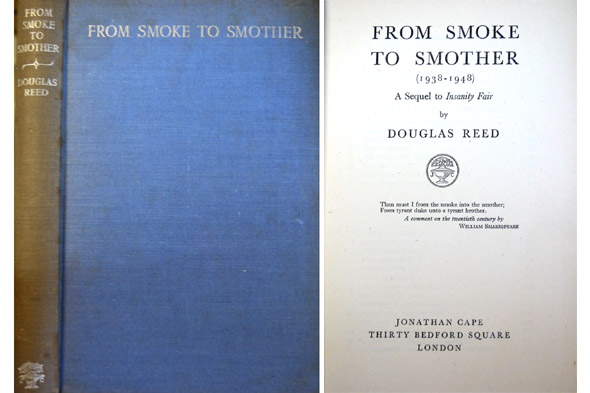 FROM
SMOKE
TO
SMOTHER
DOUGLAS
REED
FROM SMOKE TO SMOTHER
FROM SMOKE
TO SMOTHER
(1938-1948)
A Sequel to Insanity Fair
by
DOUGLAS REED
Then must I from the smoke into the smother;
From tyrant duke unto a tyrant brother.
A comment on the twentieth century by
WILLIAM SHAKESPEARE
JONATHAN CAPE
THIRTY BEDFORD SQUARE
LONDON